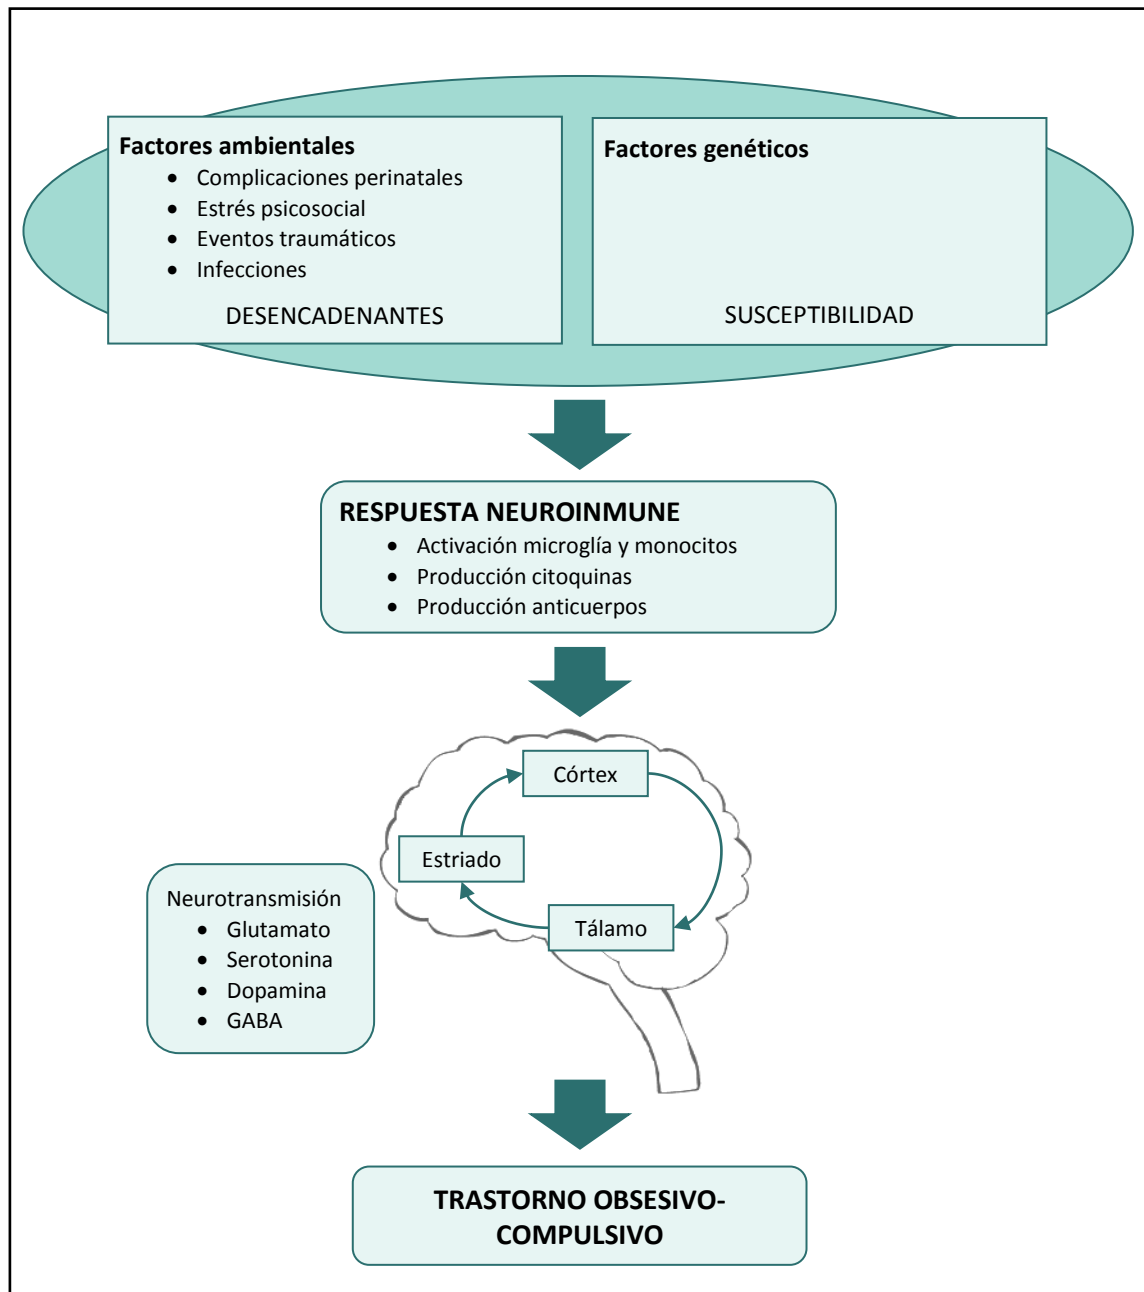 Factores ambientales
• Complicaciones perinatales
• Estrés psicosocial
• Eventos traumáticos
• Infecciones
DESENCADENANTES
Factores genéticos
SUSCEPTIBILIDAD
RESPUESTA NEUROINMUNE
• Activación microglía y monocitos
• Producción citoquinas
• Producción anticuerpos
Córtex
Estriado
Tálamo
Neurotransmisión
• Glutamato
• Serotonina
• Dopamina
• GABA
TRASTORNO OBSESIVO-
COMPULSIVO